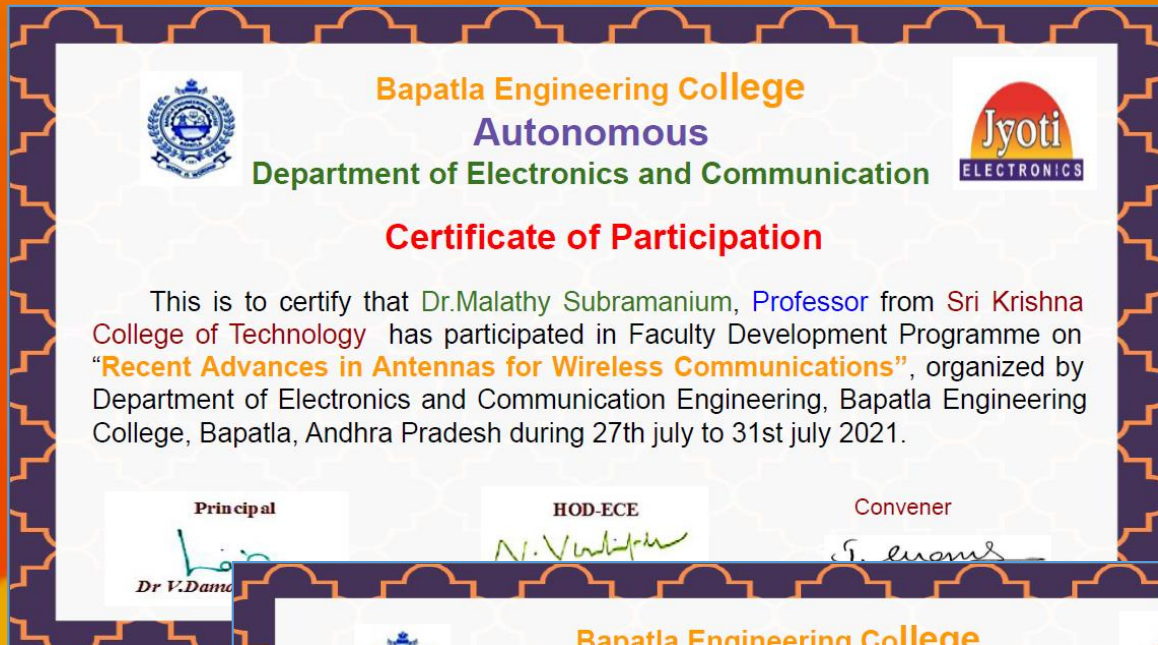 Bapatla Engineering College
Autonomous
Department of Electronics and Communication
Jyoti
ELECTRONICS
Certificate of Participation
This is to certify that Dr.Malathy Subramanium, Professor from Sri Krishna
College of Technology has participated in Faculty Development Programme on
“Recent Advances in Antennas for Wireless Communications”, organized by
Department of Electronics and Communication Engineering, Bapatla Engineering
College, Bapatla, Andhra Pradesh during 27th july to 31st july 2021.
Principal
HOD-ECE
Convener
Dr V.Damo
Bapatla Engineering College